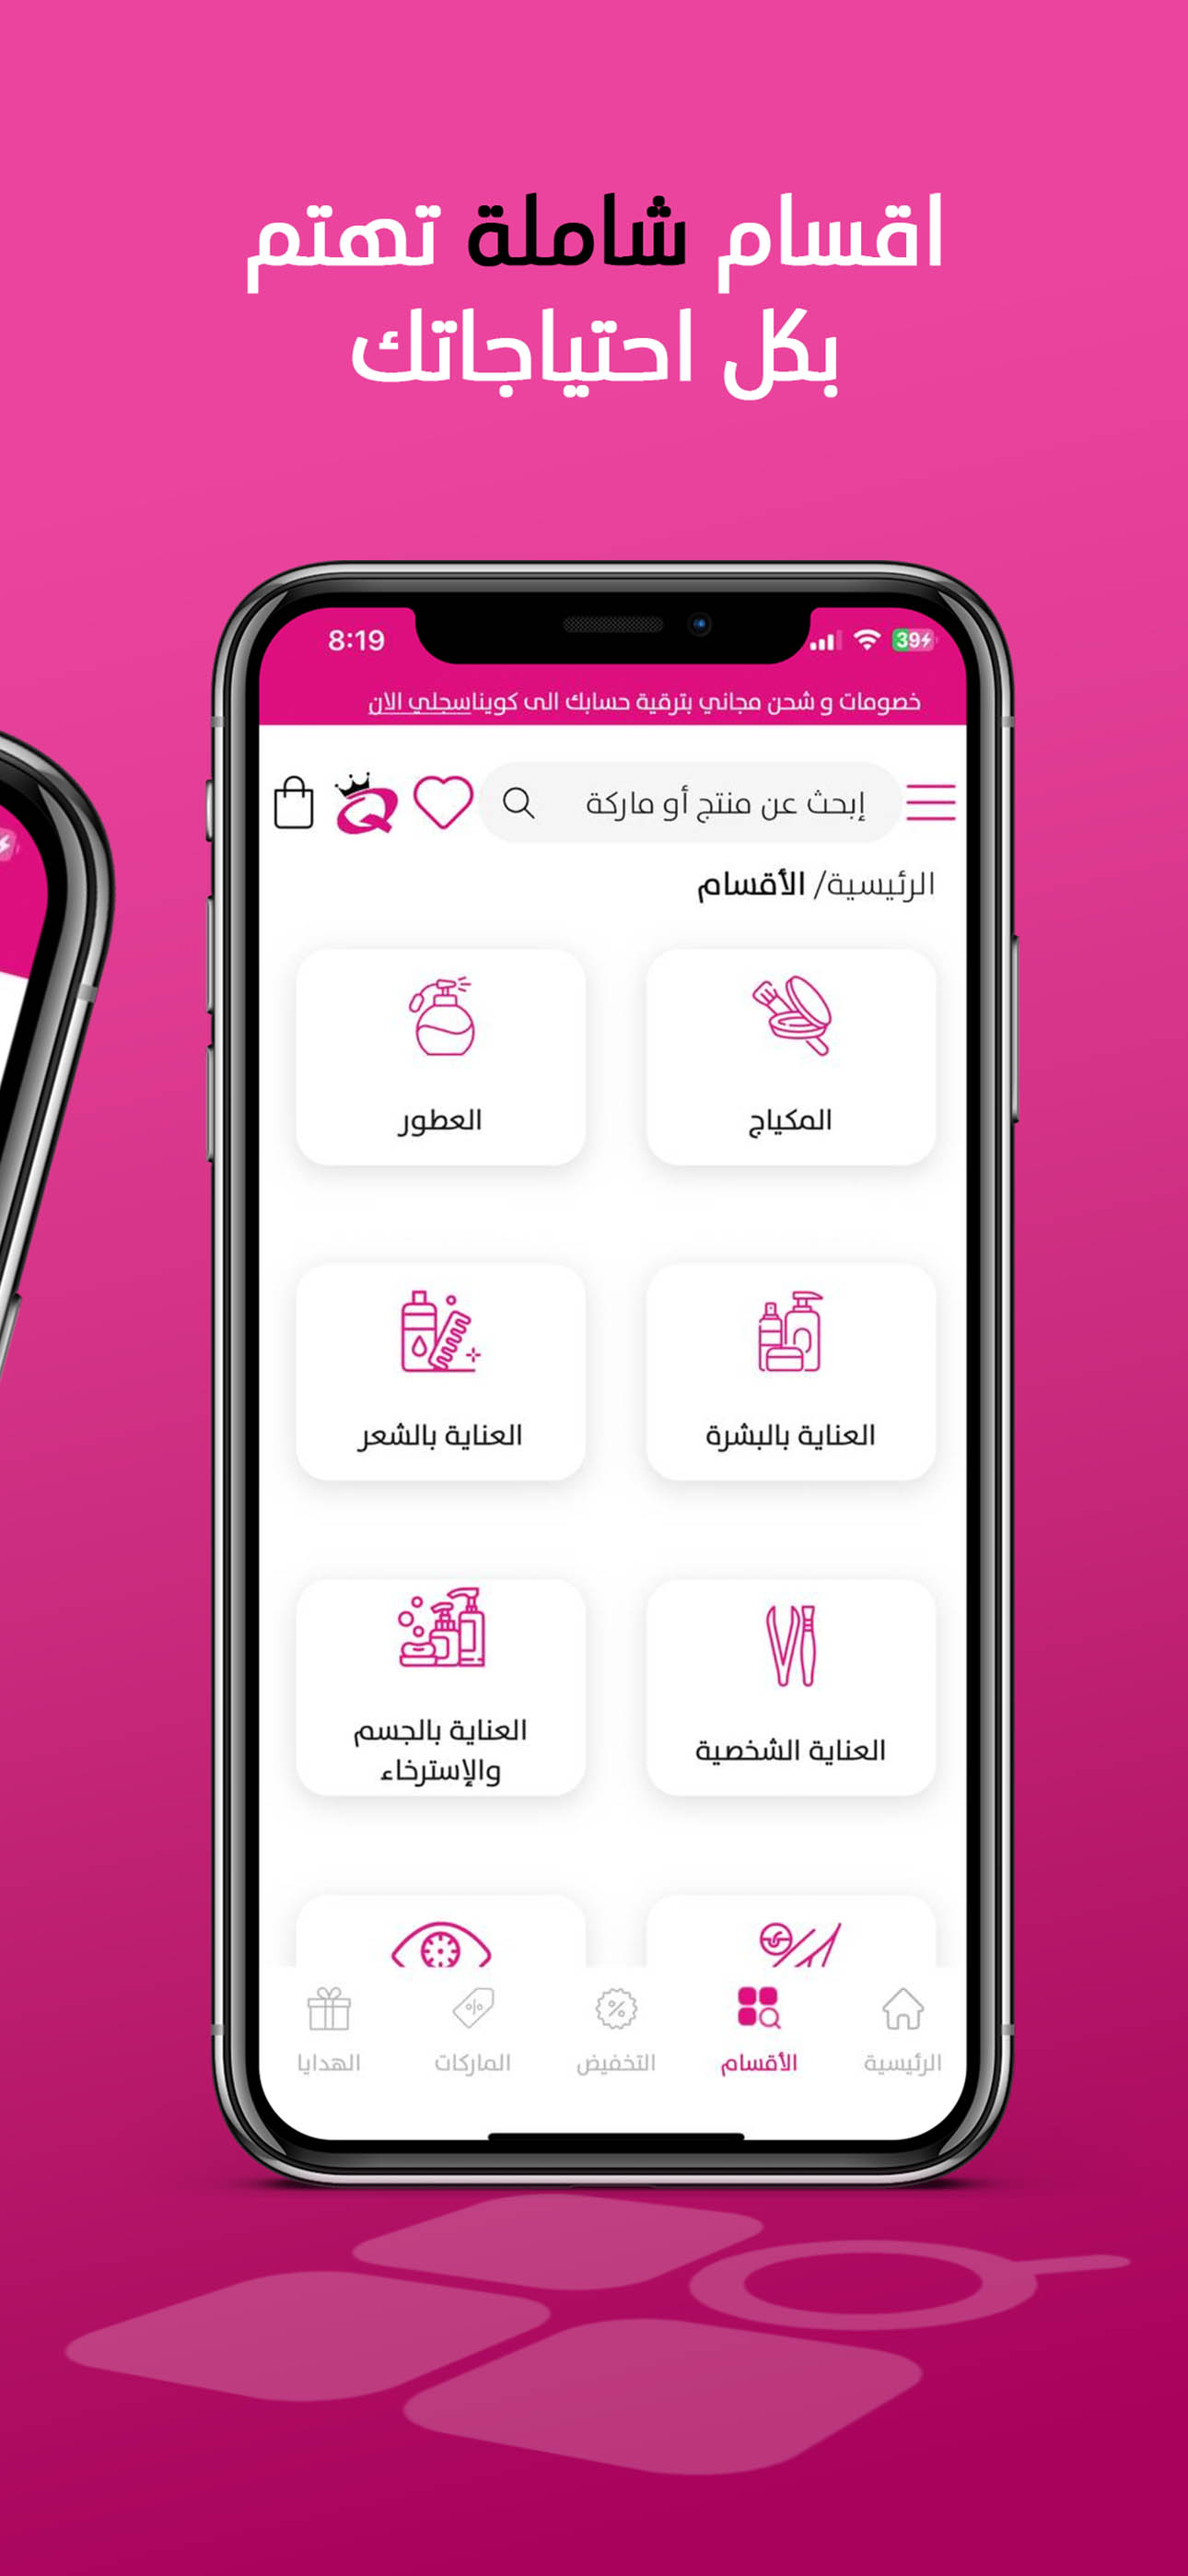 اقسام شاملة تهتم
بكل احتياجاتك
8:19
39
خصومات و شحن مجاني بترقية حسابك الى كويناسجلي الان
إبحث عن منتج أو ماركة
الرئيسية/ الأقسام
المكياج
العطور
العناية بالبشرة
العناية بالشعر
العناية الشخصية
العناية بالجسم
والإسترخاء
الرئيسية
الأقسام
التخفيض
الماركات
الهدايا